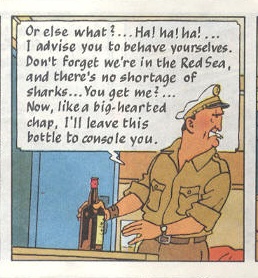 Or else what?... Ha! ha! ha! ...
I advise you to behave yourselves.
Don't forget we're in the Red Sea,
and there's no shortage of
sharks... You get me?...
Now, like a big-hearted
chap, I'll leave this
bottle to console you.